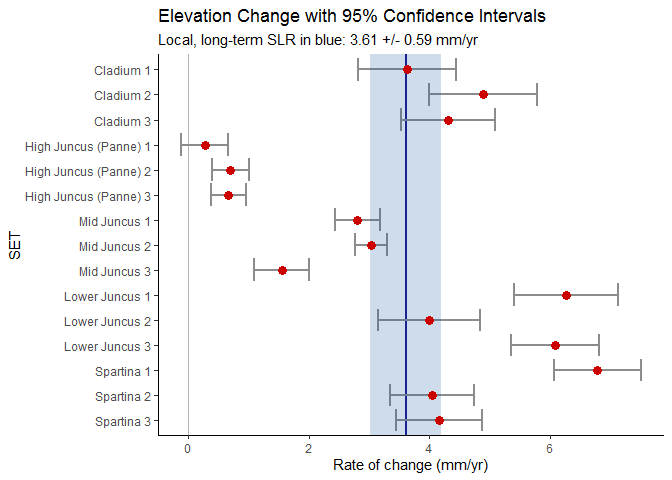 Elevation Change with 95% Confidence Intervals
Local, long-term SLR in blue: 3.61 +/- 0.59 mm/yr
SET
Cladium 1
Cladium 2
Cladium 3
High Juncus (Panne) 1
High Juncus (Panne) 2
High Juncus (Panne) 3
Mid Juncus 1
Mid Juncus 2
Mid Juncus 3
Lower Juncus 1
Lower Juncus 2
Lower Juncus 3
Spartina 1
Spartina 2
Spartina 3
0 2 4 6
Rate of change (mm/yr)